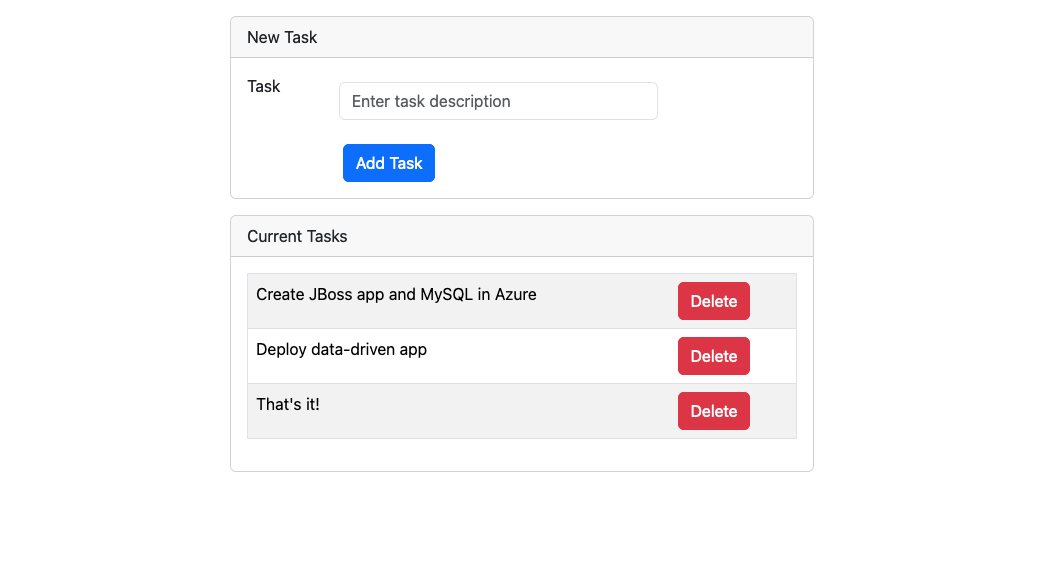 New Task
Task
Enter task description
Add Task
Current Tasks
Create JBoss app and MySQL in Azure
Delete
Deploy data-driven app
Delete
That's it!
Delete